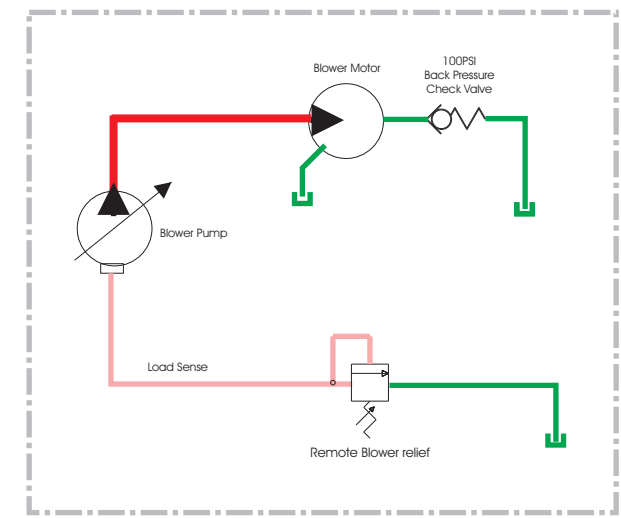 Blower Motor
100PSI
Back Pressure
Check Valve
Blower Pump
Load Sense
Remote Blower relief